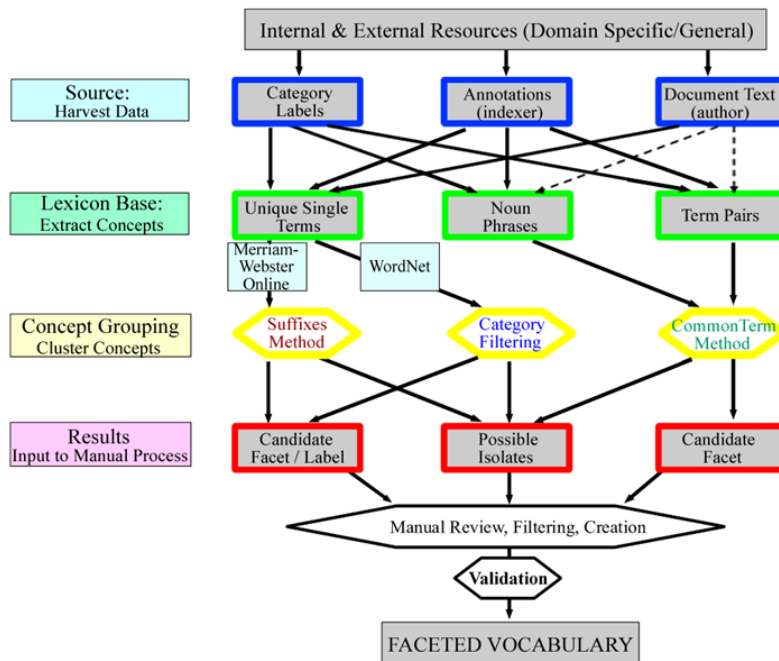 Internal & External Resources (Domain Specific/General)
Source:
Harvest Data
Category
Labels
Annotations
(indexer)
Document Text
(author)
Lexicon Base:
Extract Concepts
Unique Single
Terms
Noun
Phrases
Term Pairs
Merriam-
Webster
Online
WordNet
Concept Grouping
Cluster Concepts
Suffixes
Method
Category
Filtering
CommonTerm
Method
Results
Input to Manual Process
Candidate
Facet / Label
Possible
Isolates
Candidate
Facet
Manual Review, Filtering, Creation
Validation
FACETED VOCABULARY